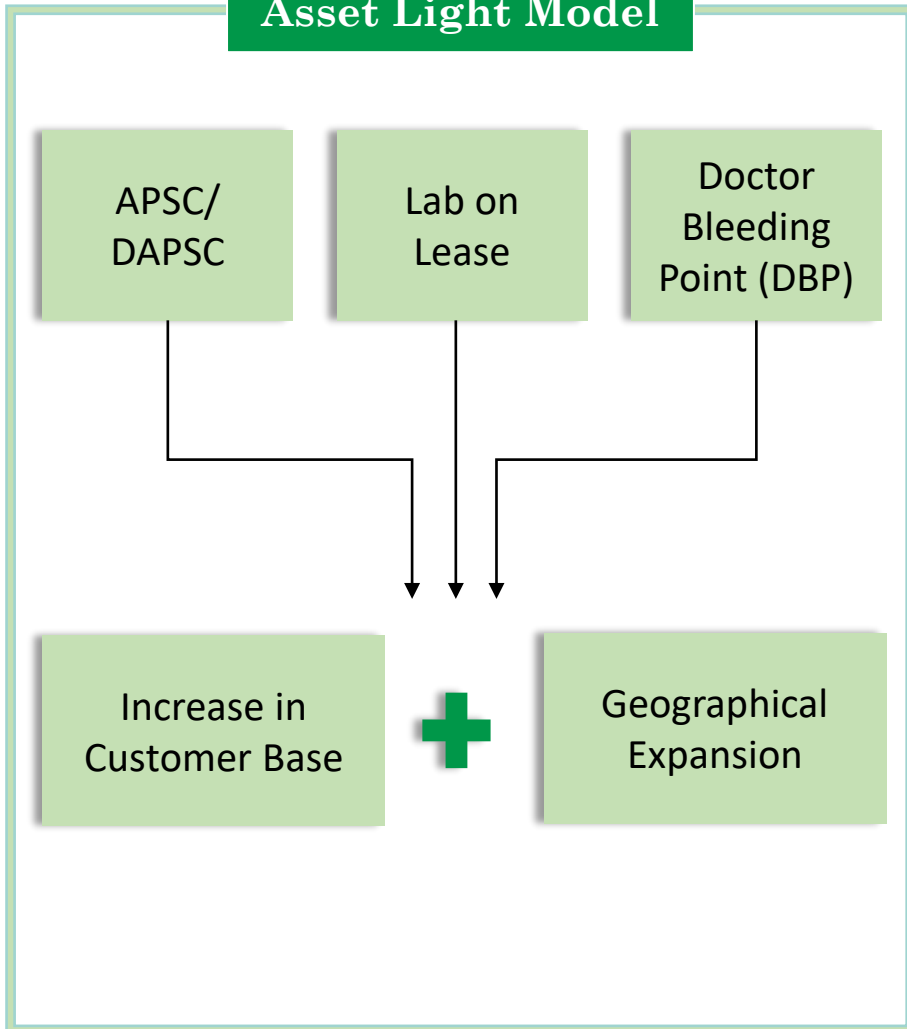 Asset Light Model
APSC/
DAPSC
Lab on
Lease
Doctor
Bleeding
Point (DBP)
Increase in
Customer Base
Geographical
Expansion